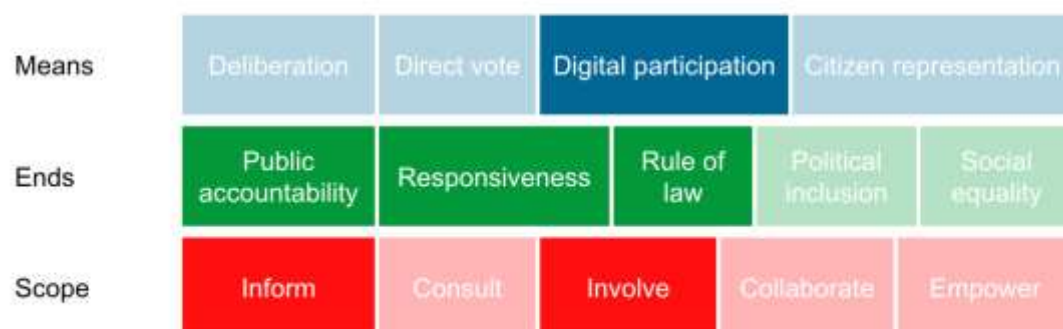 Means
Deliberation
Direct vote
Digital participation
Citizen representation
Ends
Public
accountability
Responsiveness
Rule of
law
Political
inclusion
Social
equality
Scope
Inform
Consult
Involve
Collaborate
Empower